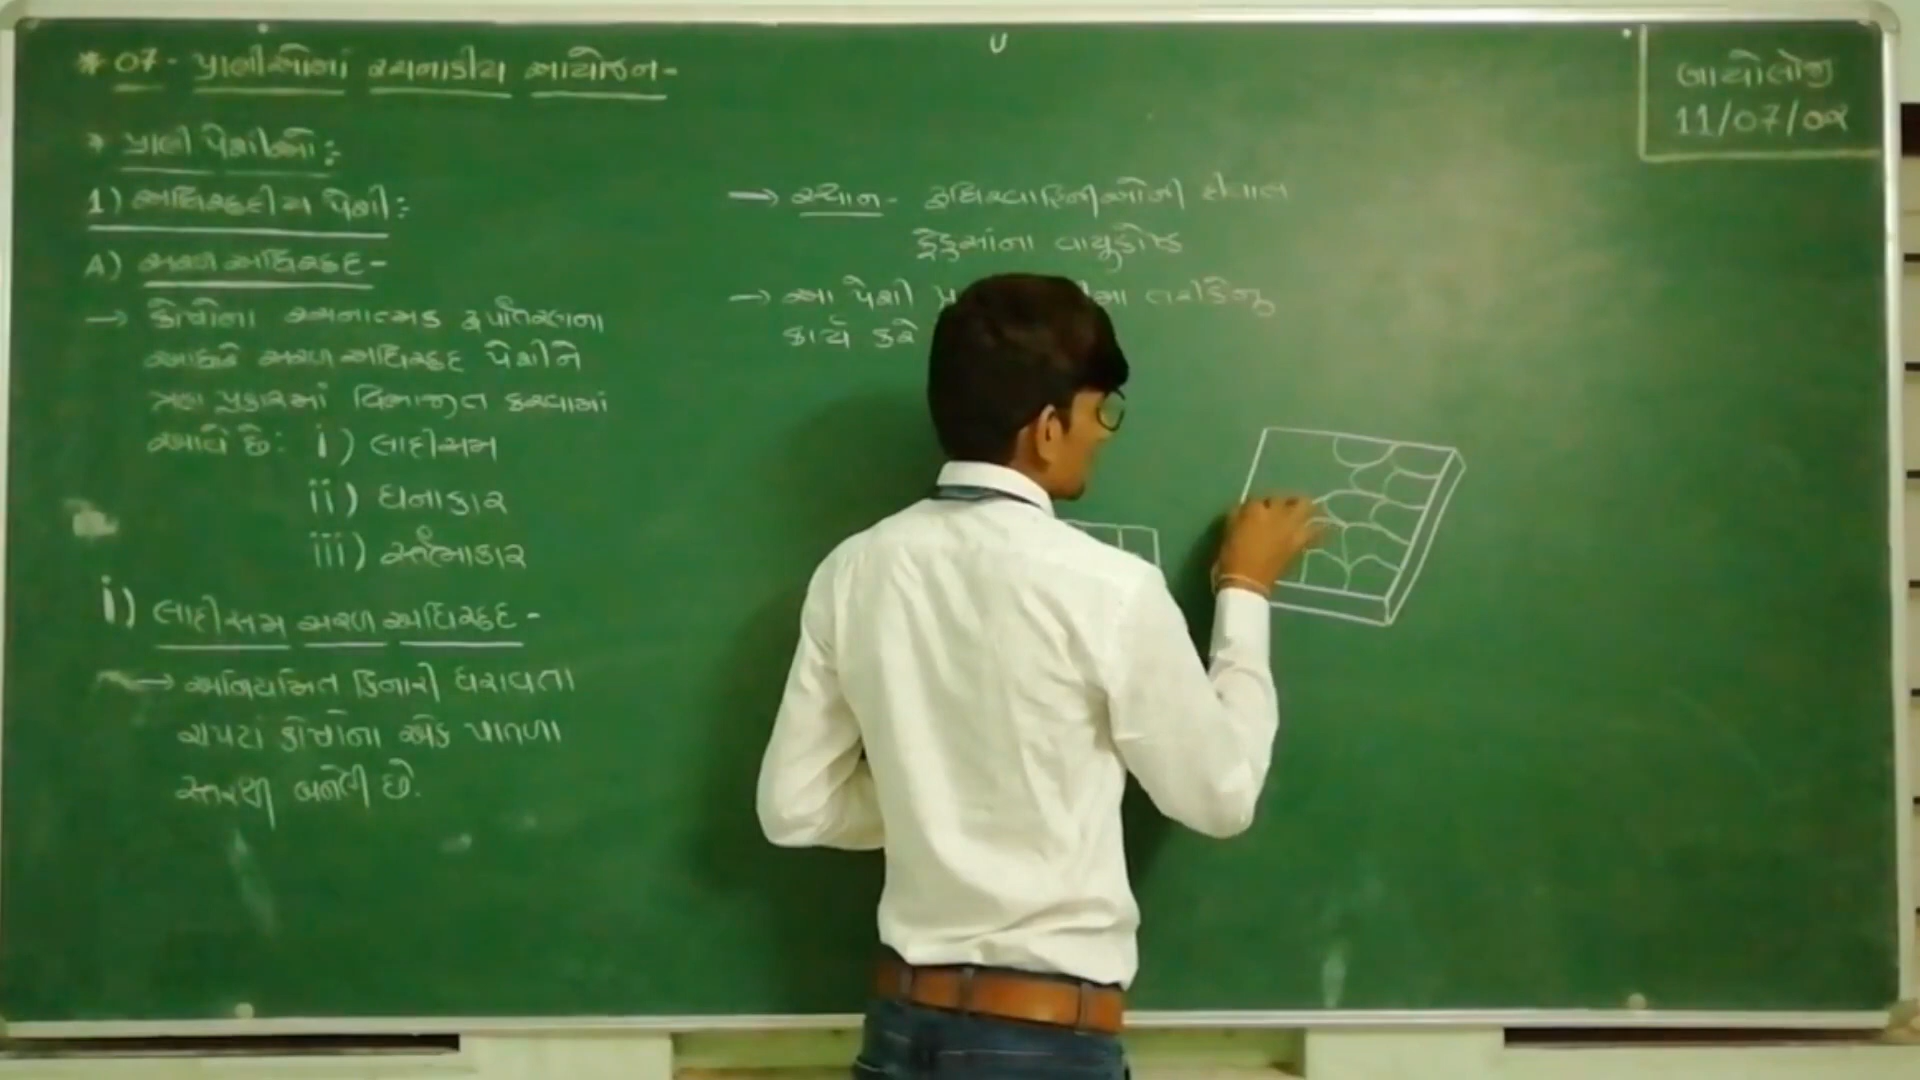 * 07 - પ્રાણીઓમાં રચનાકીય આયોજન -
* પ્રાણી પેશીઓ :-
1) અધિચ્છદીય પેશી :-
A) સરળ અધિચ્છદ -
→ કોષોના રચનાત્મક રૂપાંતરણના
આધારે સરળ અધિચ્છદ પેશીને
ત્રણ પ્રકારમાં વિભાજીત કરવામાં
આવે છે: i) લાદીસમ
ii) ઘનાકાર
iii) સ્તંભાકાર
i) લાદીસમ સરળ અધિચ્છદ -
→ અનિયમિત કિનારી ધરાવતા
ચપટાં કોષોના એક પાતળા
સ્તરથી બનેલી છે.
→ સ્થાન - રૂધિરવાહિનીઓની દીવાલ
ફેફસાંના વાયુકોષ્ઠ
→ આ પેશી તરીકેનુ
કાર્ય કરે
બાયોલોજી
11/07/02